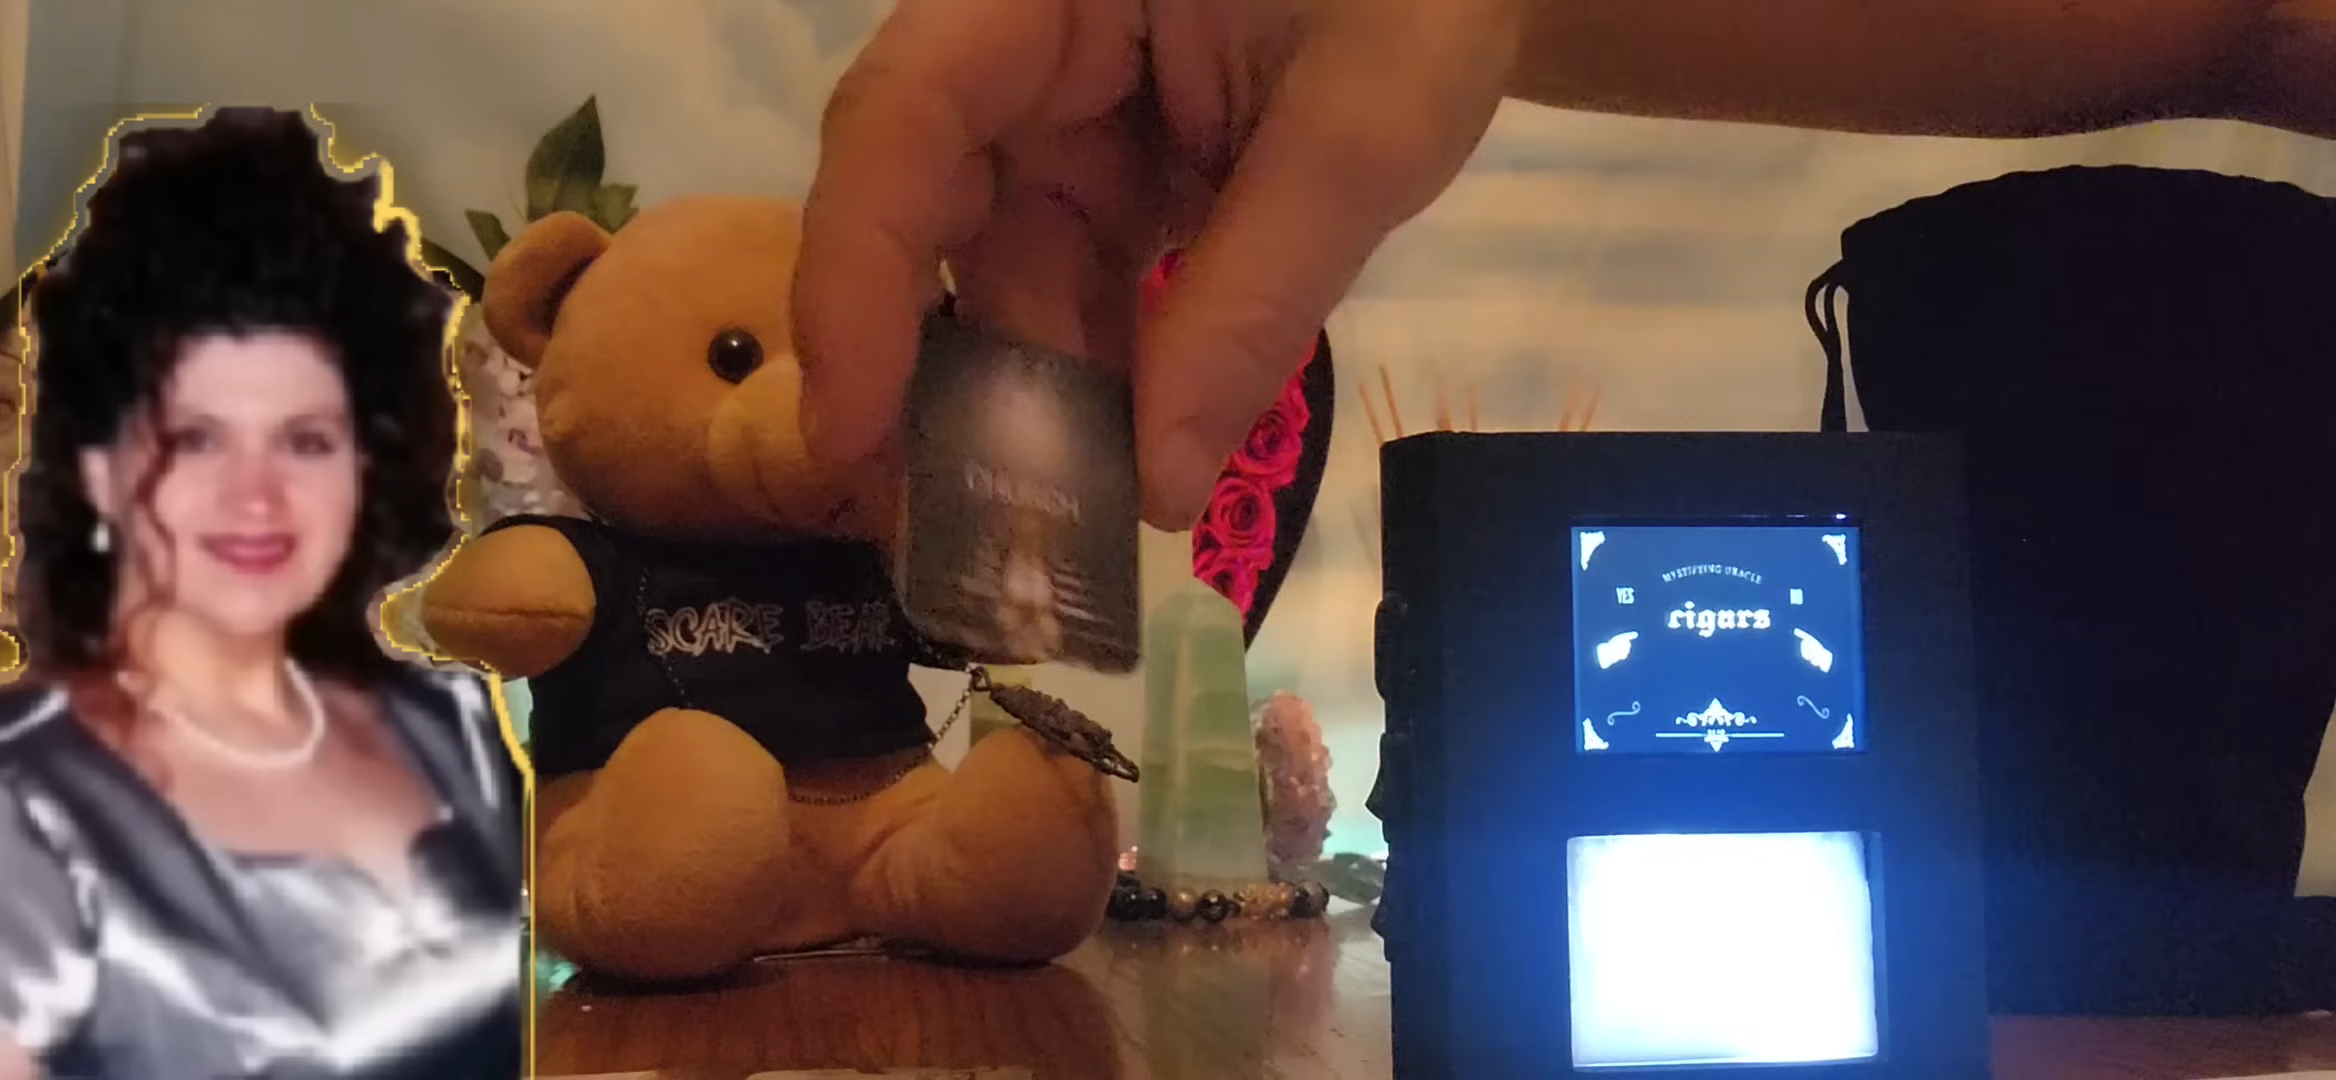 SCARE BEAR
MYSTIFYING ORACLE
YES
NO
cigars